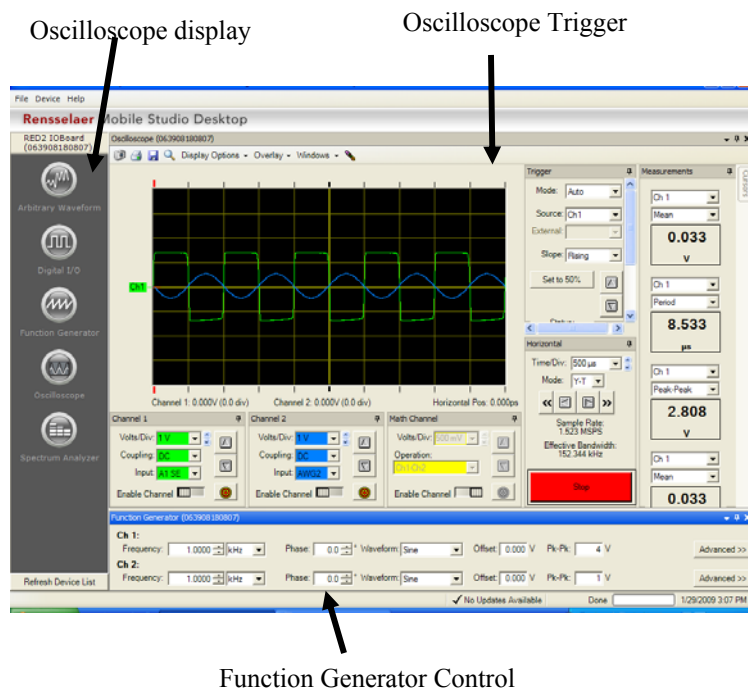 Oscilloscope display
Oscilloscope Trigger
File Device Help
Rensselaer Mobile Studio Desktop
RED2 IOBoard
(063908180807)
Oscilloscope (063908180807)
Display Options
Overlay
Windows
Arbitrary Waveform
Digital I/O
Function Generator
Oscilloscope
Spectrum Analyzer
Refresh Device List
Ch1
Channel 1: 0.000V (0.0 div)
Channel 2: 0.000V (0.0 div)
Horizontal Pos: 0.000ps
Trigger
Mode: Auto
Source: Ch1
External:
Slope: Rising
Set to 50%
Horizontal
Time/Div: 500 µs
Mode: Y-T
Sample Rate:
1.523 MSPS
Effective Bandwidth:
152.344 kHz
Stop
Measurements
Cursors
Ch 1
Mean
0.033
V
Ch 1
Period
8.533
µs
Ch 1
Peak-Peak
2.808
V
Ch 1
Mean
0.033
Channel 1
Volts/Div: 1 V
Coupling: DC
Input: A1 SE
Enable Channel
Channel 2
Volts/Div: 1 V
Coupling: DC
Input: AWG2
Enable Channel
Math Channel
Volts/Div: 500 mV
Operation:
Ch1-Ch2
Enable Channel
Function Generator (063908180807)
Ch 1:
Frequency: 1.0000 kHz Phase: 0.0 ° Waveform: Sine Offset: 0.000 V Pk-Pk: 4 V Advanced >>
Ch 2:
Frequency: 1.0000 kHz Phase: 0.0 ° Waveform: Sine Offset: 0.000 V Pk-Pk: 1 V Advanced >>
No Updates Available
Done
1/29/2009 3:07 PM
Function Generator Control